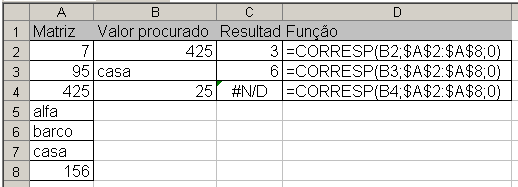 A B C D
1 Matriz Valor procurado Resultad Função
2 7 425 3 =CORRESP(B2;$A$2:$A$8;0)
3 95 casa 6 =CORRESP(B3;$A$2:$A$8;0)
4 425 25 #N/D =CORRESP(B4;$A$2:$A$8;0)
5 alfa
6 barco
7 casa
8 156